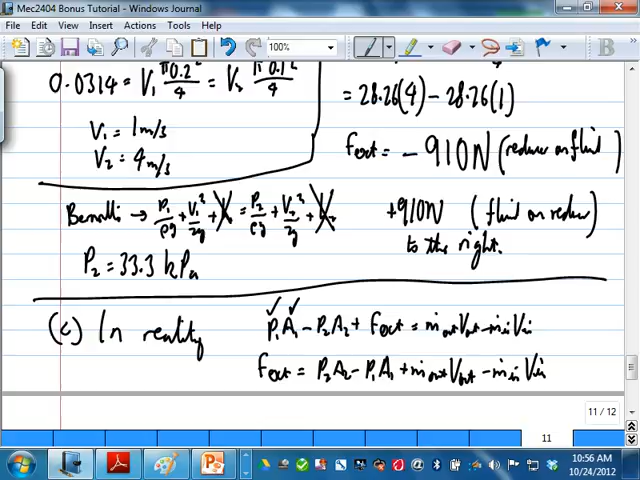 Mec2404 Bonus Tutorial - SMART Notebook
File Edit View Insert Actions Tools Help
100%
B
0.0314 = V₁ π0.2²/4 = V₂ π0.1²/4
V₁ = 1m/s
V₂ = 4m/s
= 28.26(4) - 28.26(1)
Fext = -910N (reducer on fluid)
+910N (fluid on reducer)
to the right.
Bernoulli → P₁/ρg + V₁²/2g + = P₂/ρg + V₂²/2g +
P₂ = 33.3 kPa
(c) In reality
P₁A₁ - P₂A₂ + Fext = ṁout Vout - ṁin Vin
Fext = P₂A₂ - P₁A₁ + ṁout Vout - ṁin Vin
11 / 12
11
10:56 AM
10/24/2012